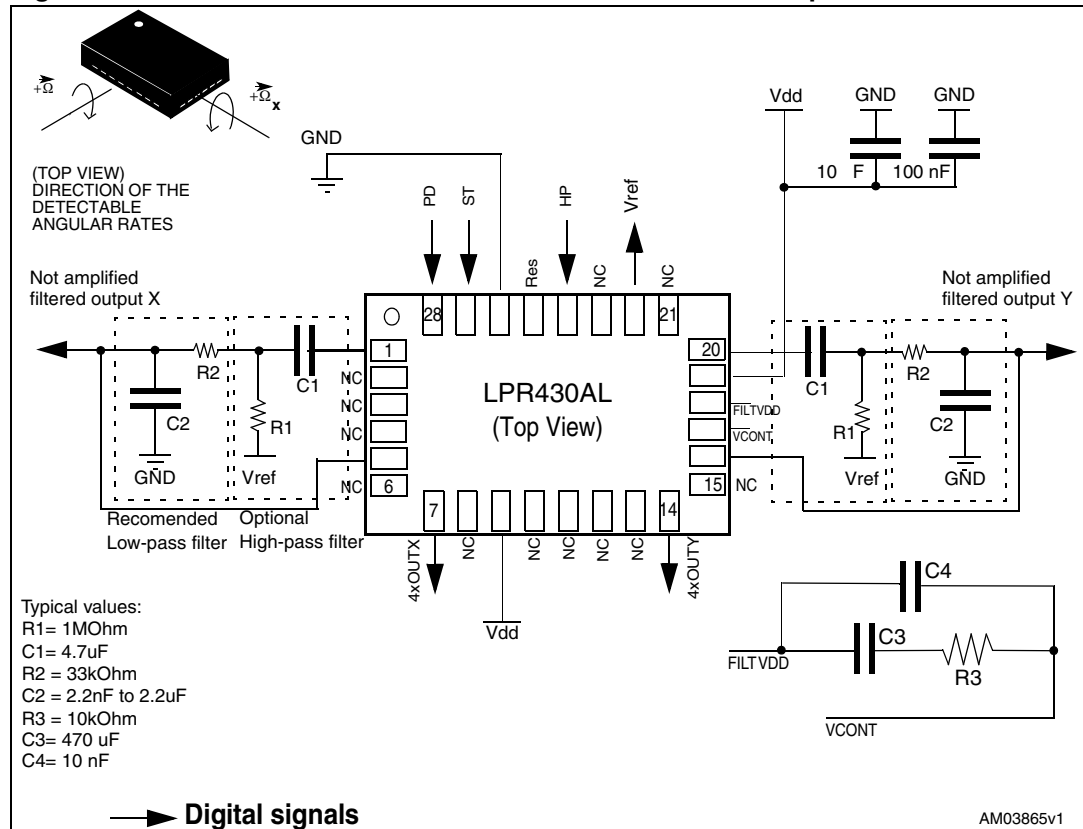 +Ω
+Ωx
(TOP VIEW)
DIRECTION OF THE
DETECTABLE
ANGULAR RATES
GND
Vdd
GND
GND
10 F
100 nF
PD
ST
Res
HP
NC
Vref
NC
Not amplified
filtered output X
Not amplified
filtered output Y
28
21
1
20
R2
C1
NC
C2
R1
NC
NC
GND
Vref
NC
6
LPR430AL
(Top View)
FILTVDD
VCONT
15
NC
C1
R2
R1
C2
Vref
GND
Recomended
Low-pass filter
Optional
High-pass filter
7
14
4xOUTX
NC
NC
NC
NC
NC
4xOUTY
Vdd
Typical values:
R1= 1MOhm
C1= 4.7uF
R2 = 33kOhm
C2 = 2.2nF to 2.2uF
R3 = 10kOhm
C3= 470 uF
C4= 10 nF
C4
C3
R3
FILTVDD
VCONT
Digital signals
AM03865v1